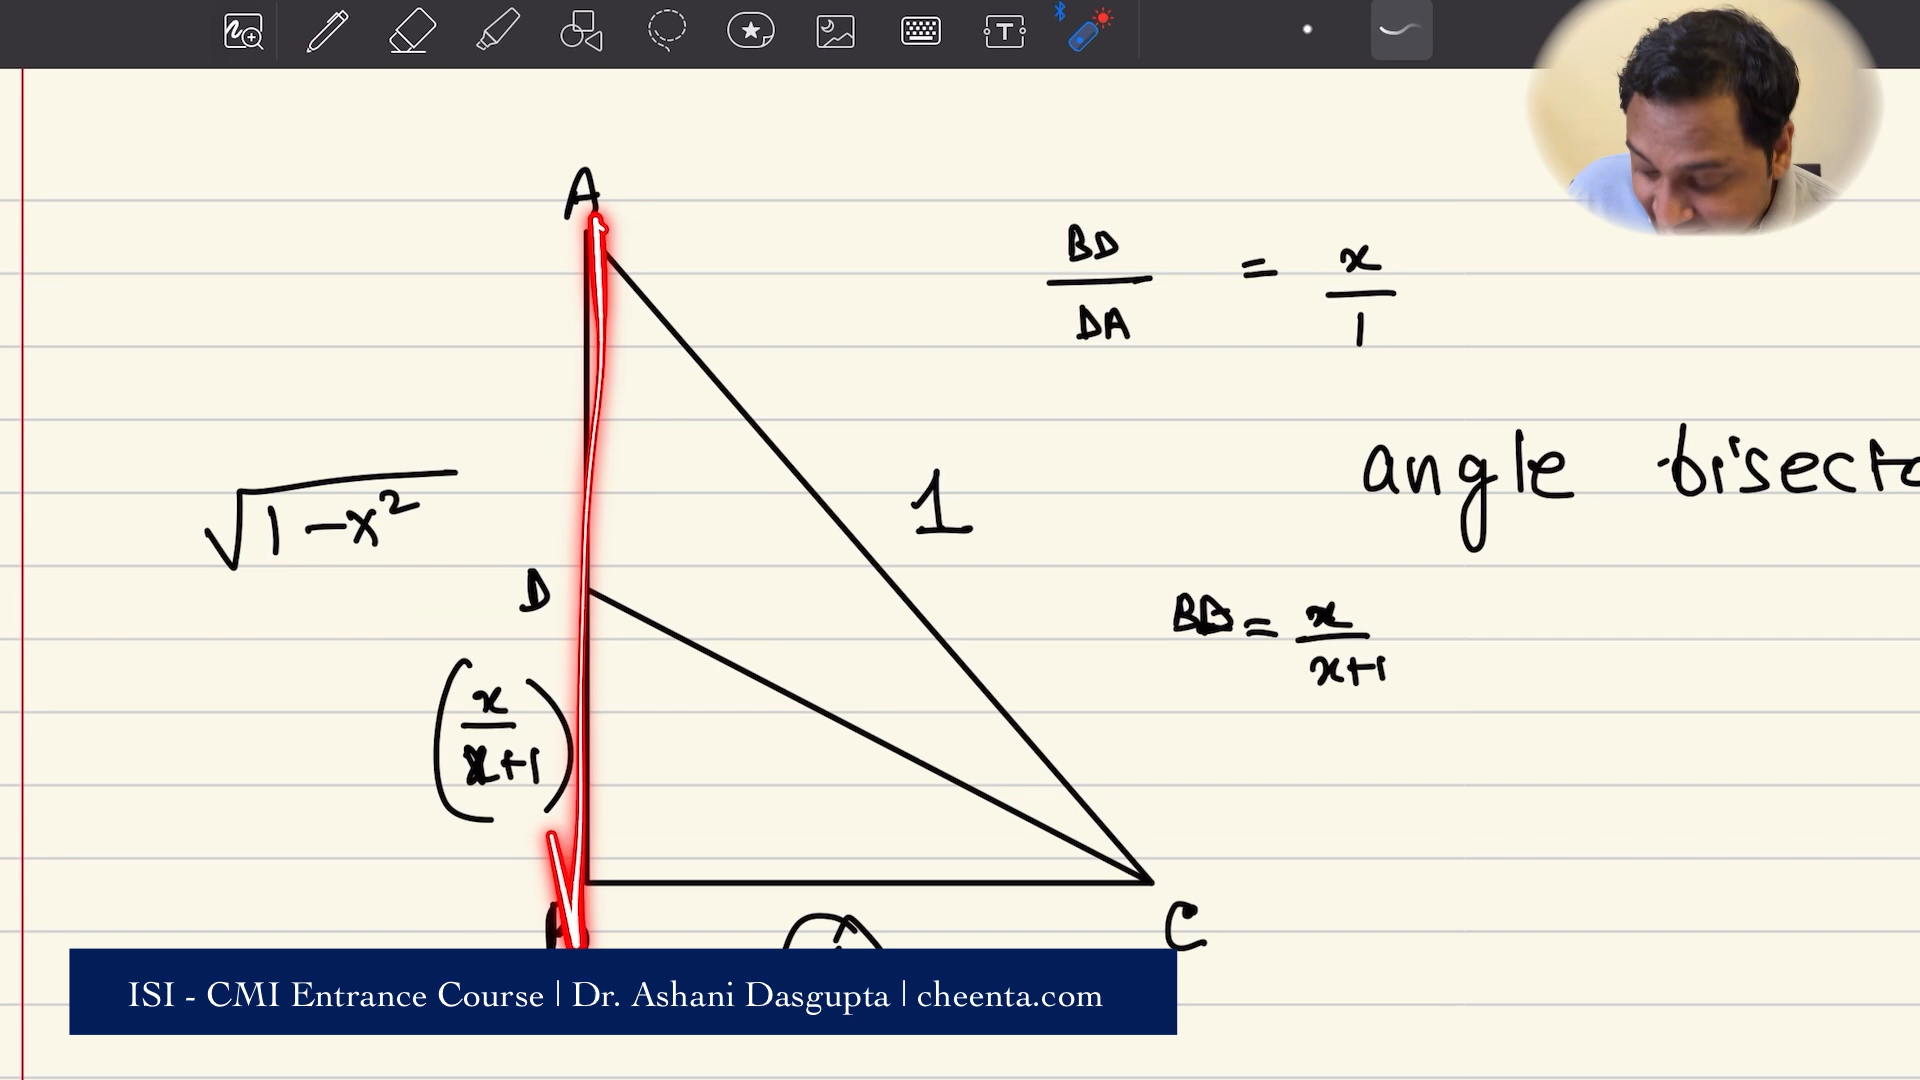 A
BD/DA = x/1
angle bisecto
√(1-x²)
1
D
BD = x/(x+1)
(x/(x+1))
C
ISI - CMI Entrance Course | Dr. Ashani Dasgupta | cheenta.com